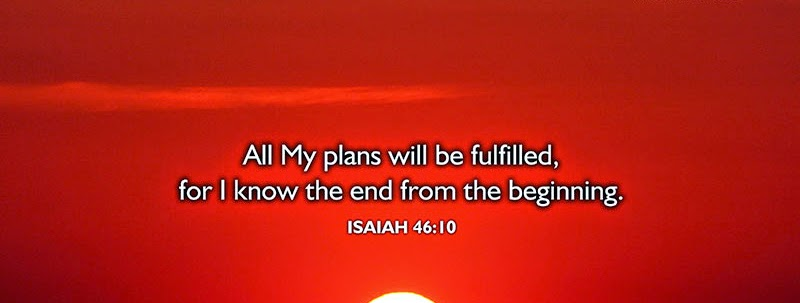 All My plans will be fulfilled,
for I know the end from the beginning.
ISAIAH 46:10